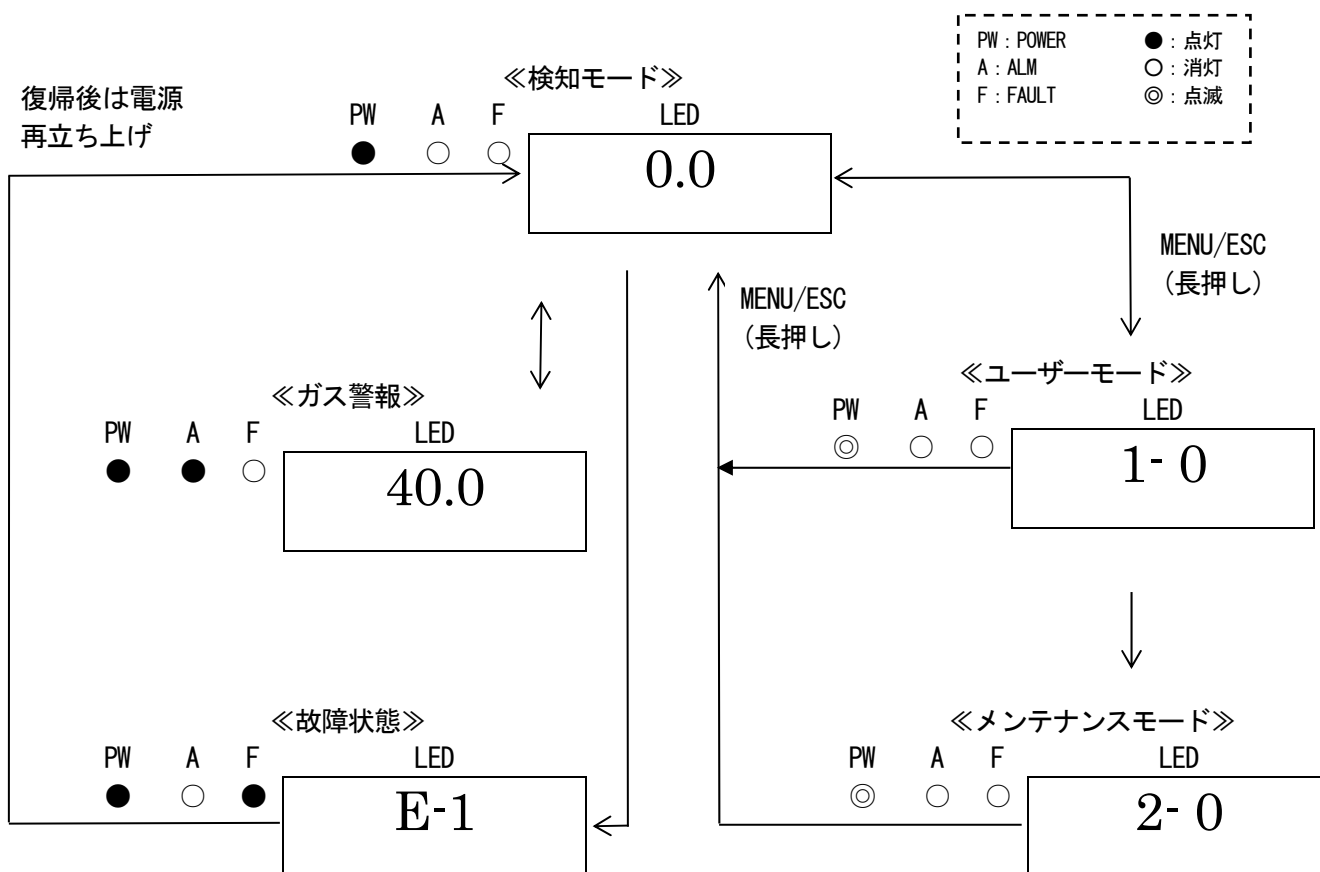 PW：POWER ●：点灯
A：ALM ○：消灯
F：FAULT ◎：点滅
復帰後は電源
再立ち上げ
≪検知モード≫
PW A F LED
● ○ ○
0.0
MENU/ESC
（長押し）
MENU/ESC
（長押し）
≪ガス警報≫
PW A F LED
● ● ○
40.0
≪ユーザーモード≫
PW A F LED
◎ ○ ○
1- 0
≪故障状態≫
PW A F LED
● ○ ●
E-1
≪メンテナンスモード≫
PW A F LED
◎ ○ ○
2- 0